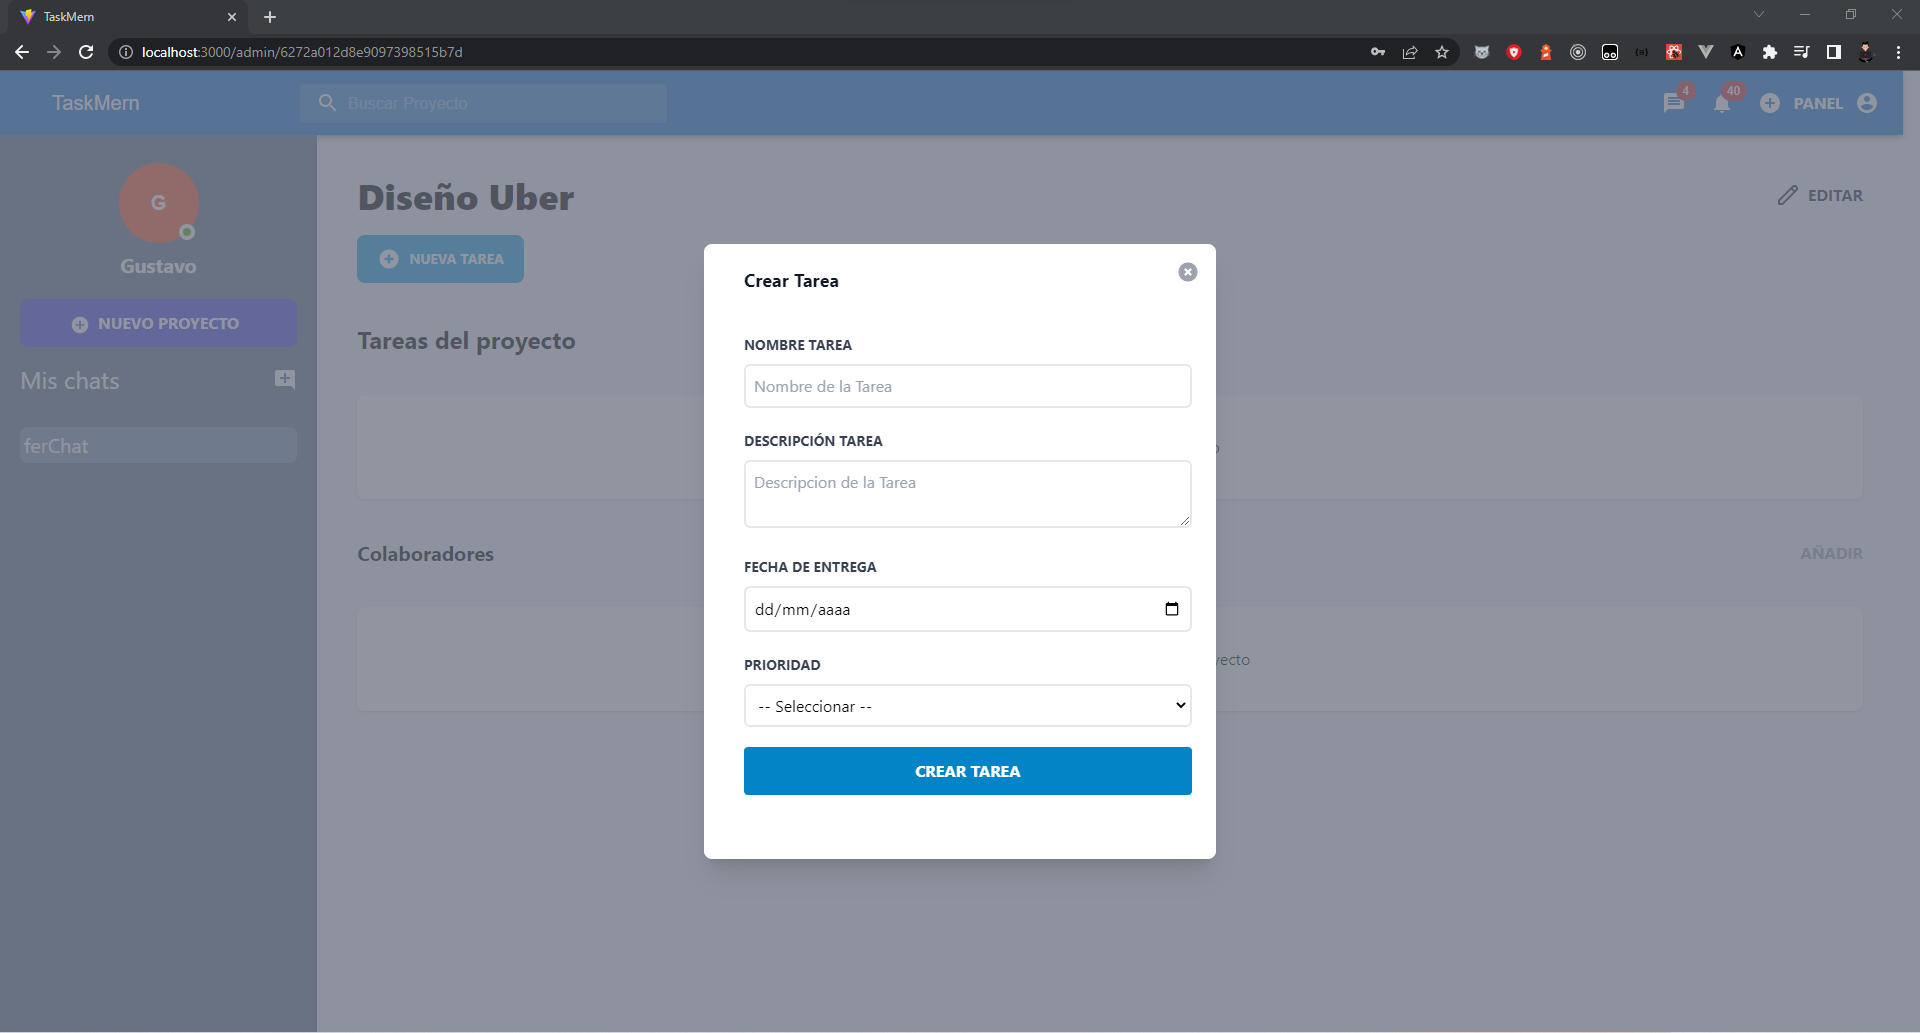 TaskMern
localhost:3000/admin/6272a012d8e9097398515b7d
TaskMern
Buscar Proyecto
4
40
PANEL
G
Gustavo
NUEVO PROYECTO
Mis chats
ferChat
Diseño Uber
EDITAR
NUEVA TAREA
Tareas del proyecto
Colaboradores
AÑADIR
Crear Tarea
NOMBRE TAREA
Nombre de la Tarea
DESCRIPCIÓN TAREA
Descripcion de la Tarea
FECHA DE ENTREGA
dd/mm/aaaa
PRIORIDAD
-- Seleccionar --
CREAR TAREA